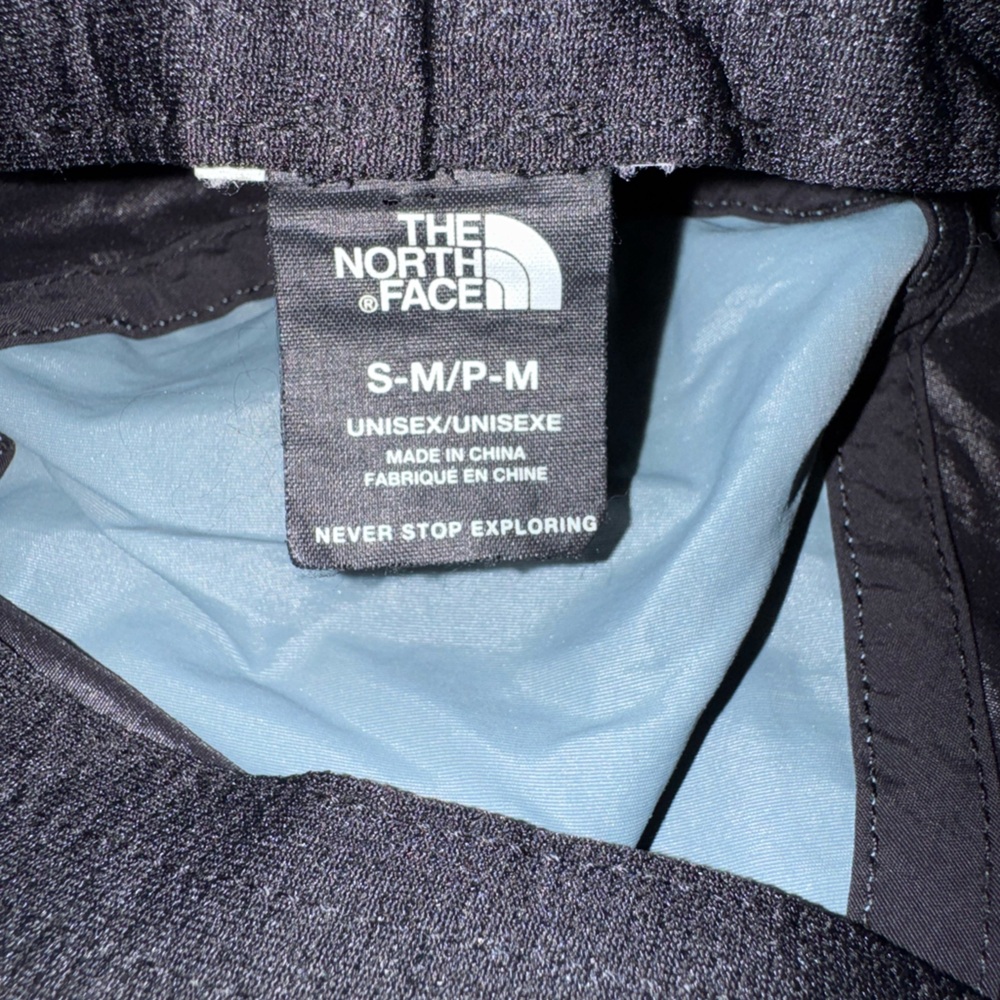 THE
NORTH
®FACE
S-M/P-M
UNISEX/UNISEXE
MADE IN CHINA
FABRIQUÉ EN CHINE
NEVER STOP EXPLORING